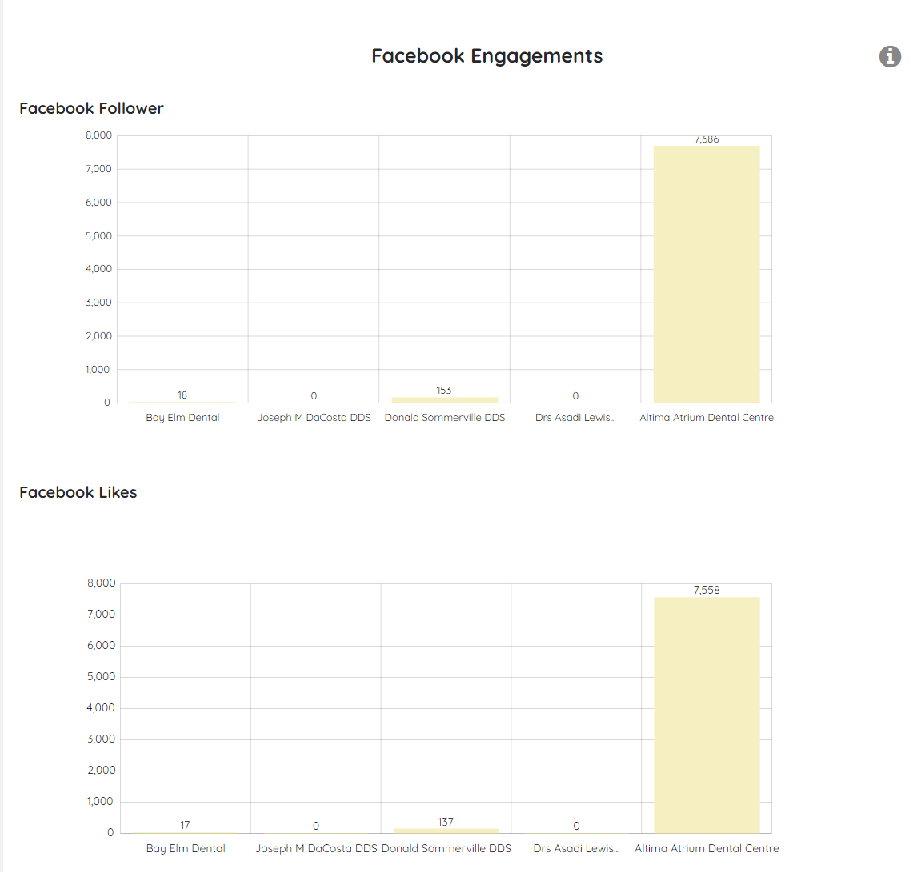 Facebook Engagements
Facebook Follower
8,000
7,686
7,000
6,000
5,000
4,000
3,000
2,000
1,000
0
18 0 153 0
Bay Elm Dental Joseph M DaCosta DDS Donald Sommerville DDS Drs Asadi Lewis... Altima Atrium Dental Centre
Facebook Likes
8,000
7,558
7,000
6,000
5,000
4,000
3,000
2,000
1,000
0
17 0 137 0
Bay Elm Dental Joseph M DaCosta DDS Donald Sommerville DDS Drs Asadi Lewis... Altima Atrium Dental Centre